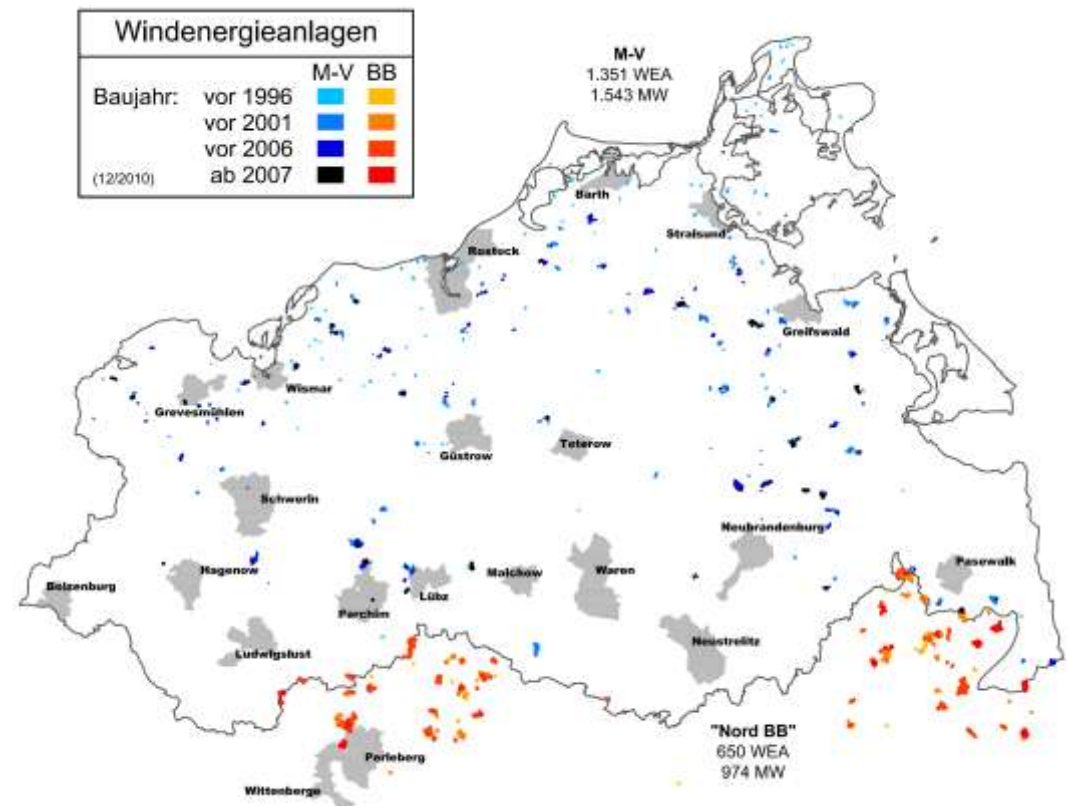 Windenergieanlagen
M-V BB
Baujahr: vor 1996
vor 2001
vor 2006
(12/2010) ab 2007
M-V
1.351 WEA
1.543 MW
Barth
Stralsund
Rostock
Greifswald
Wismar
Grevesmühlen
Güstrow
Teterow
Schwerin
Neubrandenburg
Hagenow
Malchow
Waren
Pasewalk
Boizenburg
Lübz
Parchim
Neustrelitz
Ludwigslust
"Nord BB"
650 WEA
974 MW
Perleberg
Wittenberge